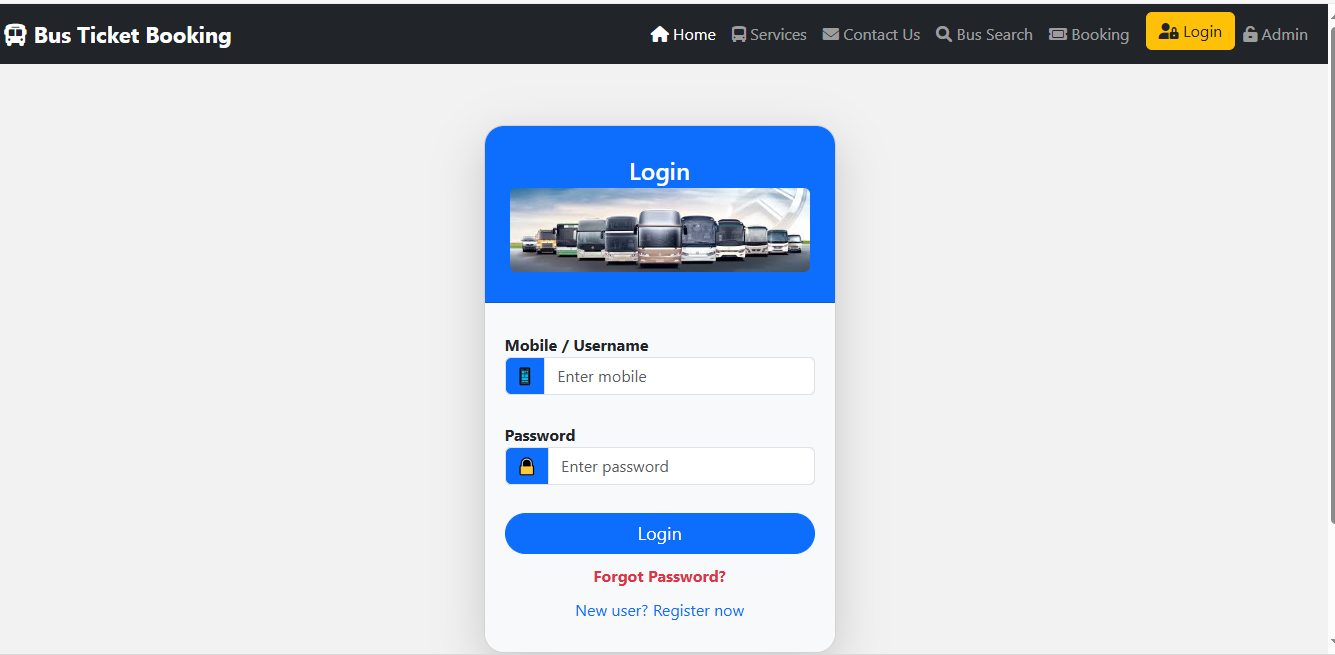 Bus Ticket Booking
Home Services Contact Us Bus Search Booking Login Admin
Login
Mobile / Username
Enter mobile
Password
Enter password
Login
Forgot Password?
New user? Register now